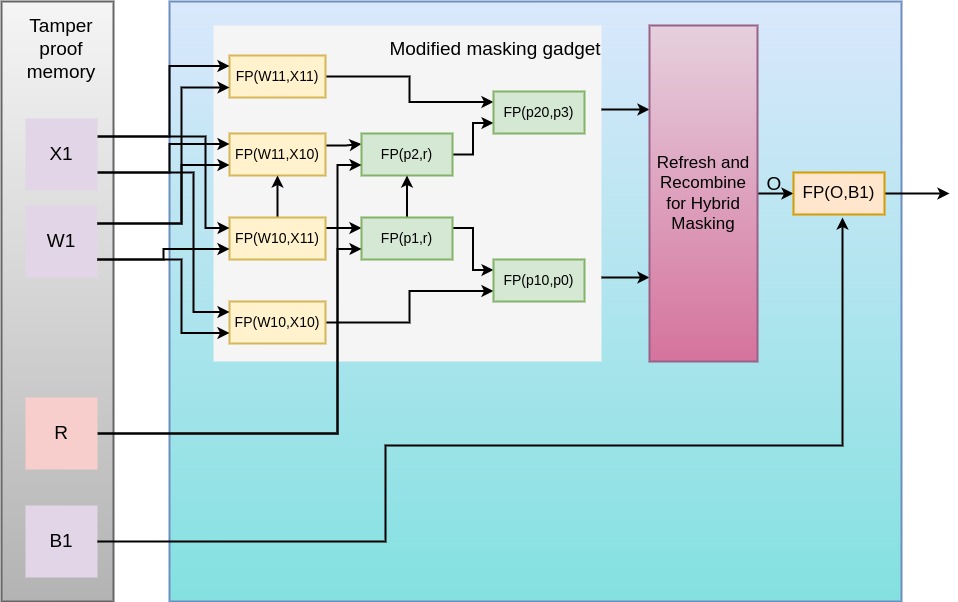 Tamper
proof
memory
X1
W1
R
B1
Modified masking gadget
FP(W11,X11)
FP(W11,X10)
FP(W10,X11)
FP(W10,X10)
FP(p2,r)
FP(p1,r)
FP(p20,p3)
FP(p10,p0)
Refresh and
Recombine
for Hybrid
Masking
O
FP(O,B1)